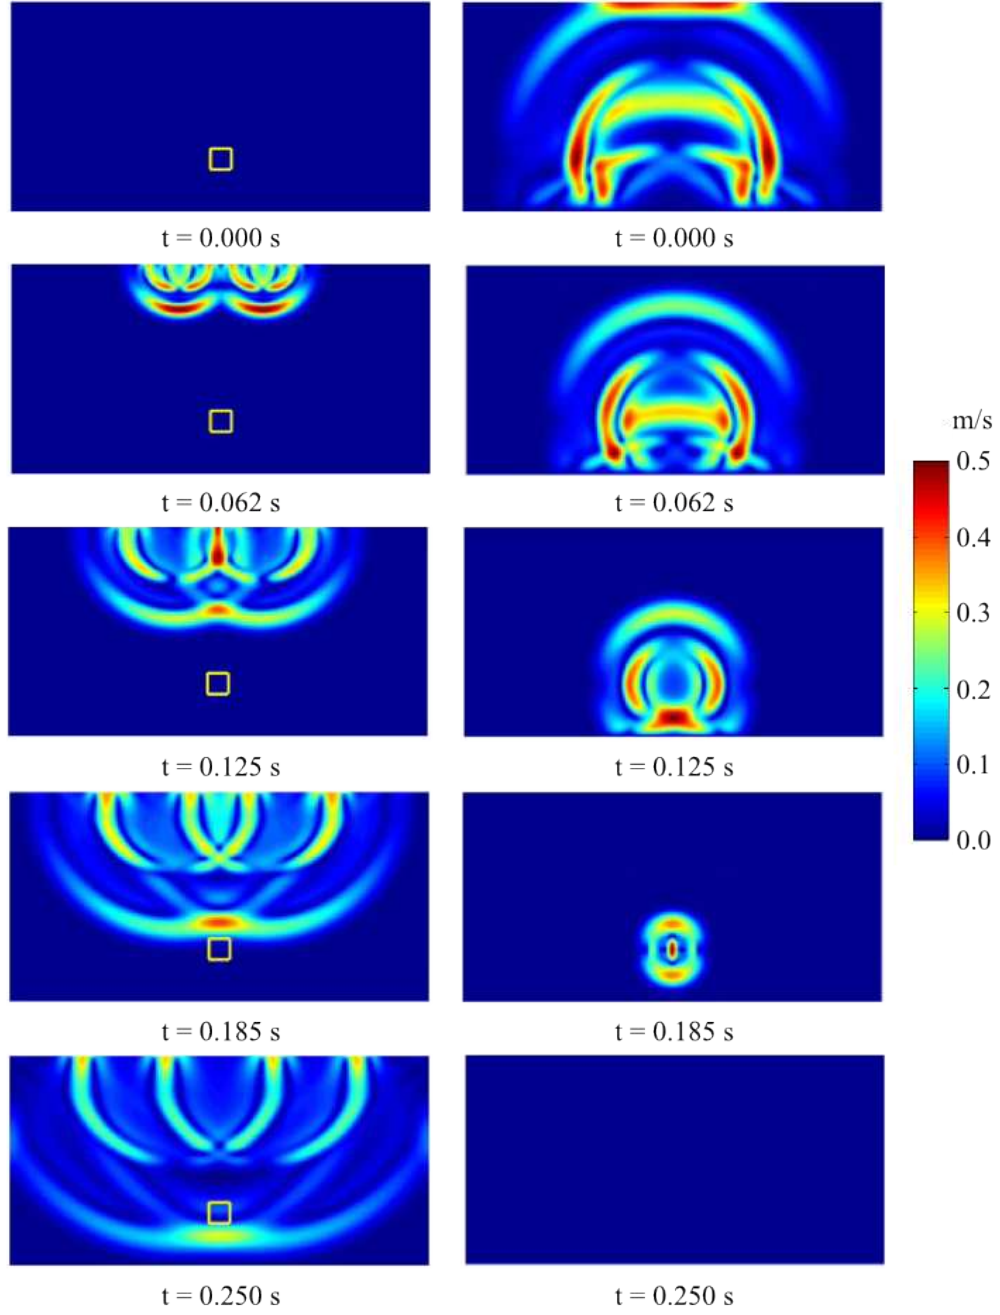 t = 0.000 s t = 0.000 s
t = 0.062 s t = 0.062 s
m/s
0.5
0.4
0.3
0.2
0.1
0.0
t = 0.125 s t = 0.125 s
t = 0.185 s t = 0.185 s
t = 0.250 s t = 0.250 s